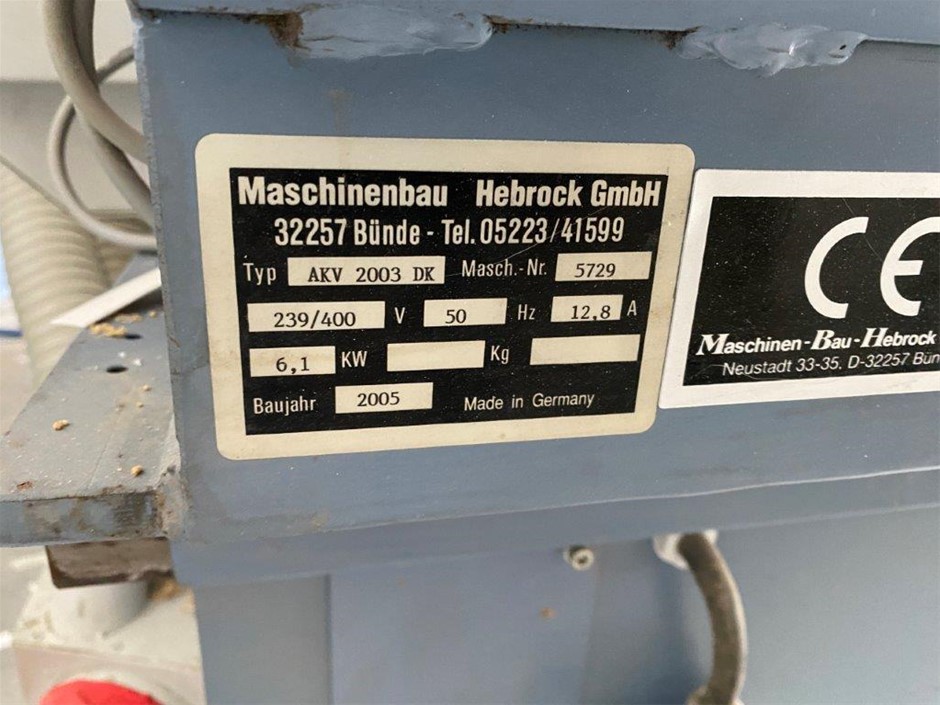 Maschinenbau Hebrock GmbH
32257 Bünde - Tel. 05223/41599
Typ AKV 2003 DK Masch.-Nr. 5729
239/400 V 50 Hz 12,8 A
6,1 KW Kg
Baujahr 2005 Made in Germany
CE
Maschinen-Bau-Hebrock
Neustadt 33-35, D-32257 Bün